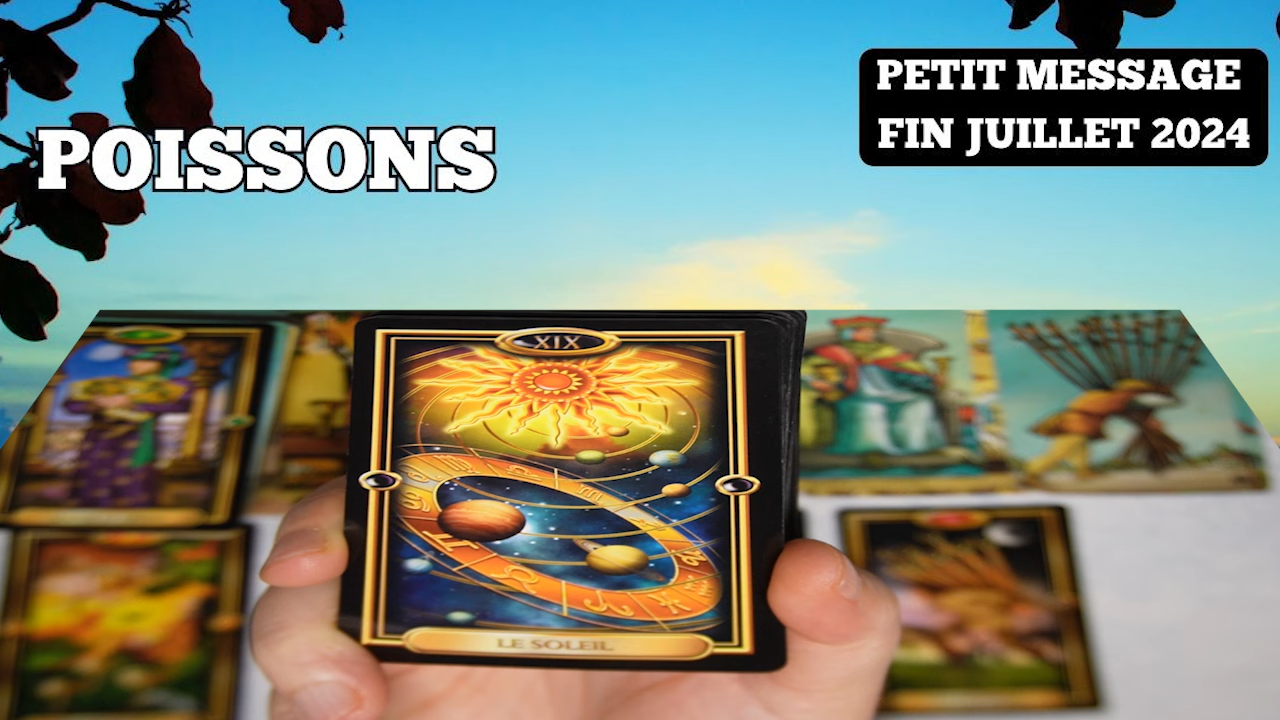 POISSONS
PETIT MESSAGE
FIN JUILLET 2024
XIX
LE SOLEIL